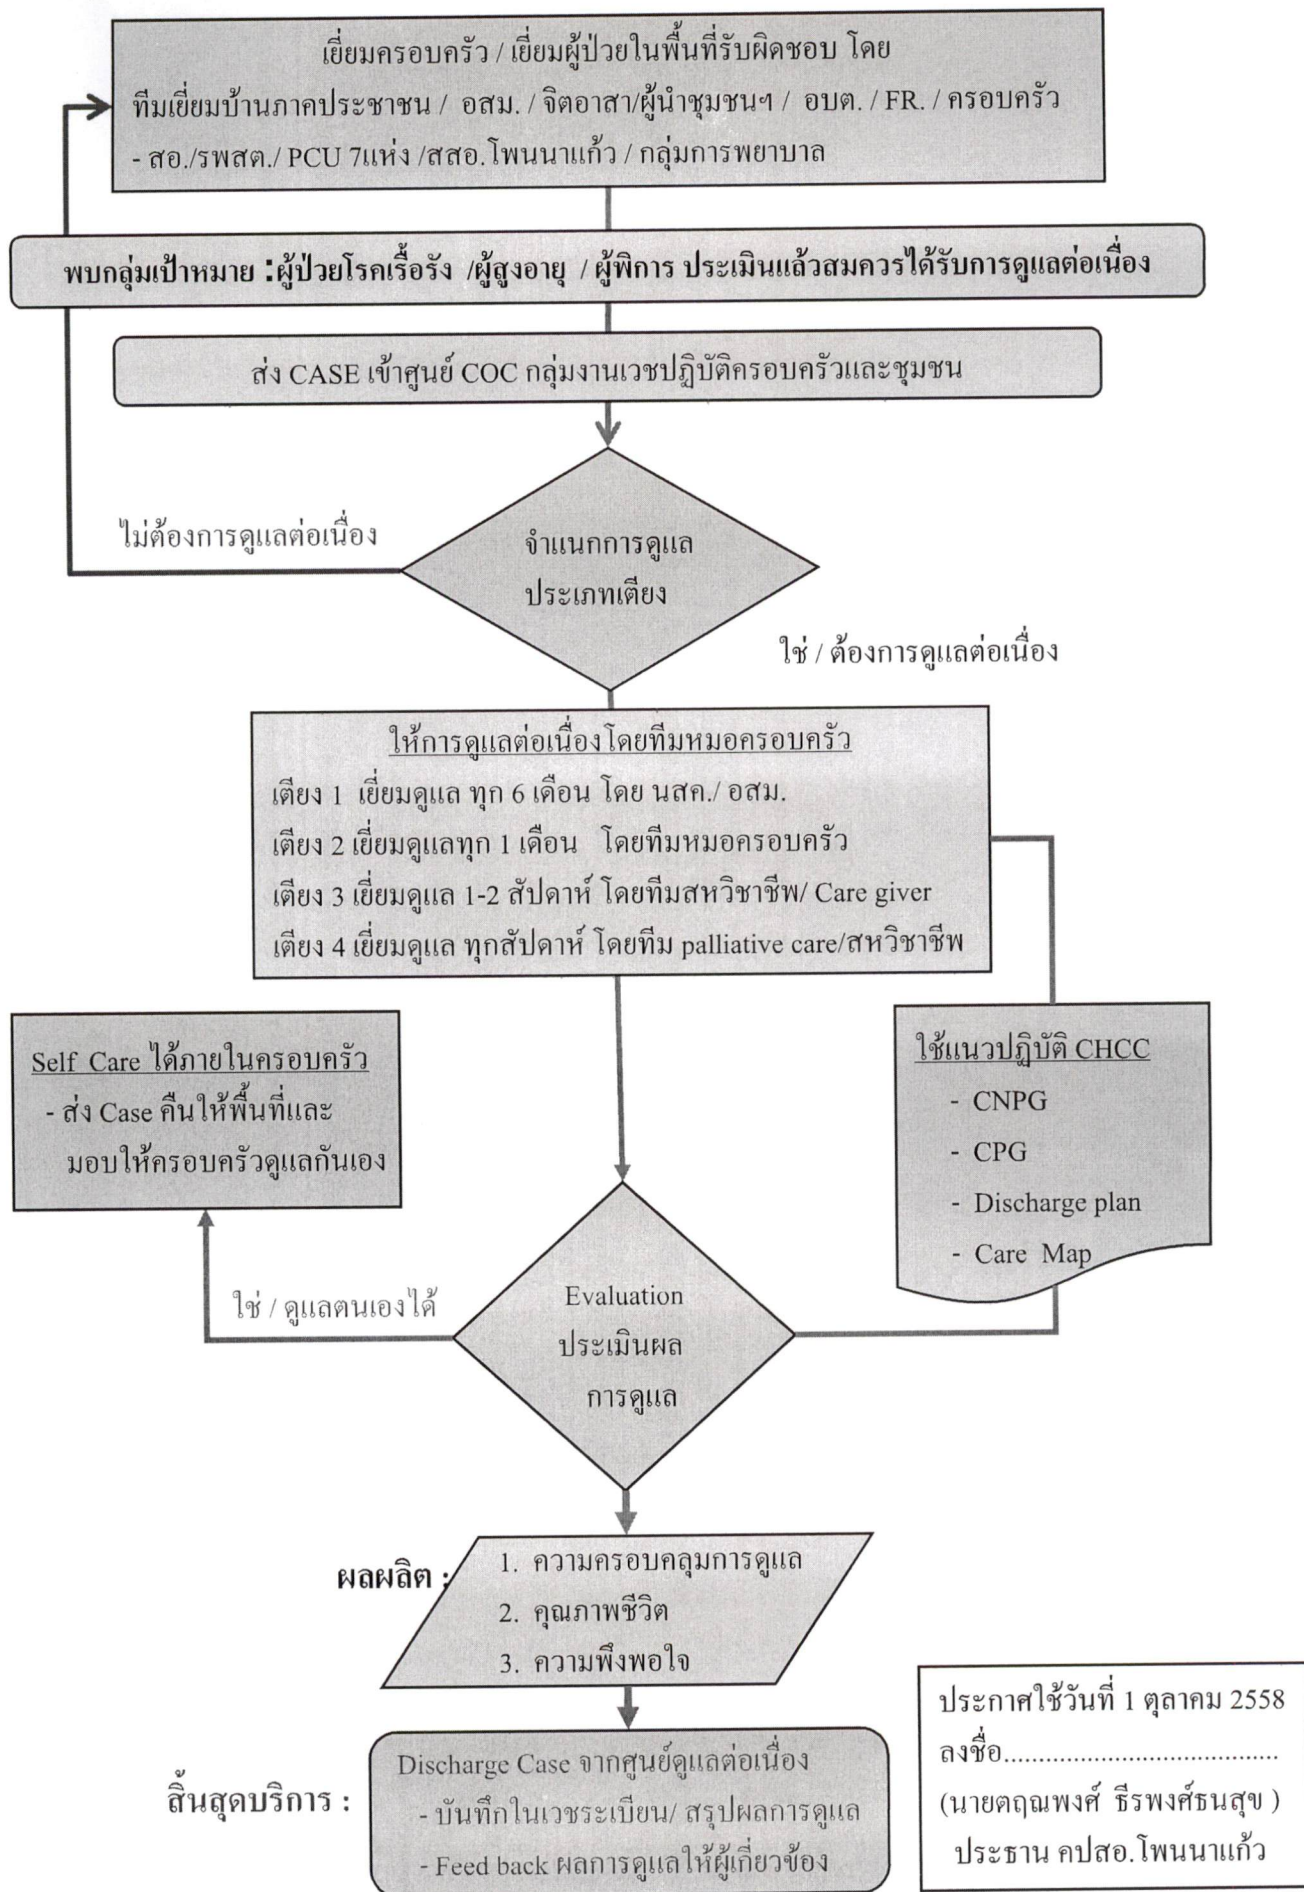 เยี่ยมครอบครัว / เยี่ยมผู้ป่วยในพื้นที่รับผิดชอบ โดย
ทีมเยี่ยมบ้านภาคประชาชน / อสม. / จิตอาสา/ผู้นำชุมชนฯ / อบต. / FR. / ครอบครัว
- สอ./รพสต./ PCU 7แห่ง /สสอ.โพนนาแก้ว / กลุ่มการพยาบาล
พบกลุ่มเป้าหมาย :ผู้ป่วยโรคเรื้อรัง /ผู้สูงอายุ / ผู้พิการ ประเมินแล้วสมควรได้รับการดูแลต่อเนื่อง
ส่ง CASE เข้าศูนย์ COC กลุ่มงานเวชปฏิบัติครอบครัวและชุมชน
ไม่ต้องการดูแลต่อเนื่อง
จำแนกการดูแล
ประเภทเตียง
ใช่ / ต้องการดูแลต่อเนื่อง
ให้การดูแลต่อเนื่องโดยทีมหมอครอบครัว
เตียง 1 เยี่ยมดูแล ทุก 6 เดือน โดย นสค./ อสม.
เตียง 2 เยี่ยมดูแลทุก 1 เดือน โดยทีมหมอครอบครัว
เตียง 3 เยี่ยมดูแล 1-2 สัปดาห์ โดยทีมสหวิชาชีพ/ Care giver
เตียง 4 เยี่ยมดูแล ทุกสัปดาห์ โดยทีม palliative care/สหวิชาชีพ
Self Care ได้ภายในครอบครัว
- ส่ง Case คืนให้พื้นที่และ
มอบให้ครอบครัวดูแลกันเอง
ใช้แนวปฏิบัติ CHCC
- CNPG
- CPG
- Discharge plan
- Care Map
ใช่ / ดูแลตนเองได้
Evaluation
ประเมินผล
การดูแล
ผลผลิต :
1. ความครอบคลุมการดูแล
2. คุณภาพชีวิต
3. ความพึงพอใจ
สิ้นสุดบริการ :
Discharge Case จากศูนย์ดูแลต่อเนื่อง
- บันทึกในเวชระเบียน/ สรุปผลการดูแล
- Feed back ผลการดูแลให้ผู้เกี่ยวข้อง
ประกาศใช้วันที่ 1 ตุลาคม 2558
ลงชื่อ.......................................
(นายตฤณพงศ์ ธีรพงศ์ธนสุข )
ประธาน คปสอ.โพนนาแก้ว